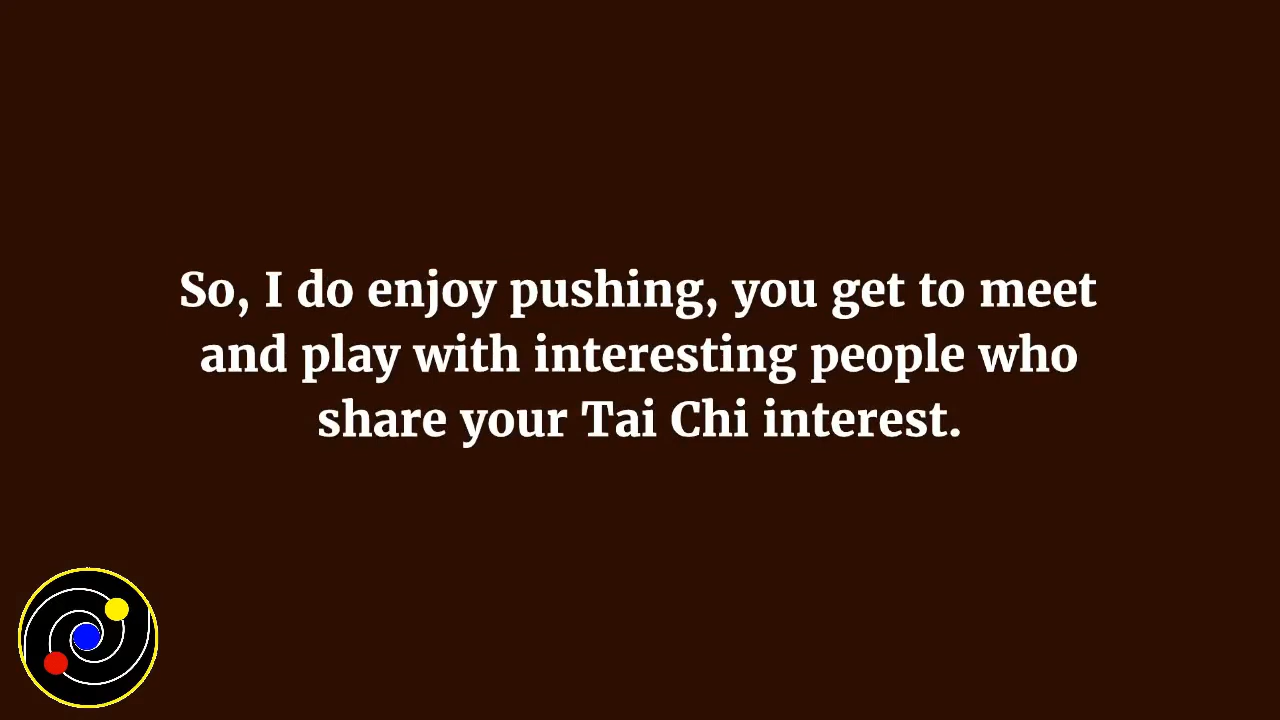 So, I do enjoy pushing, you get to meet
and play with interesting people who
share your Tai Chi interest.